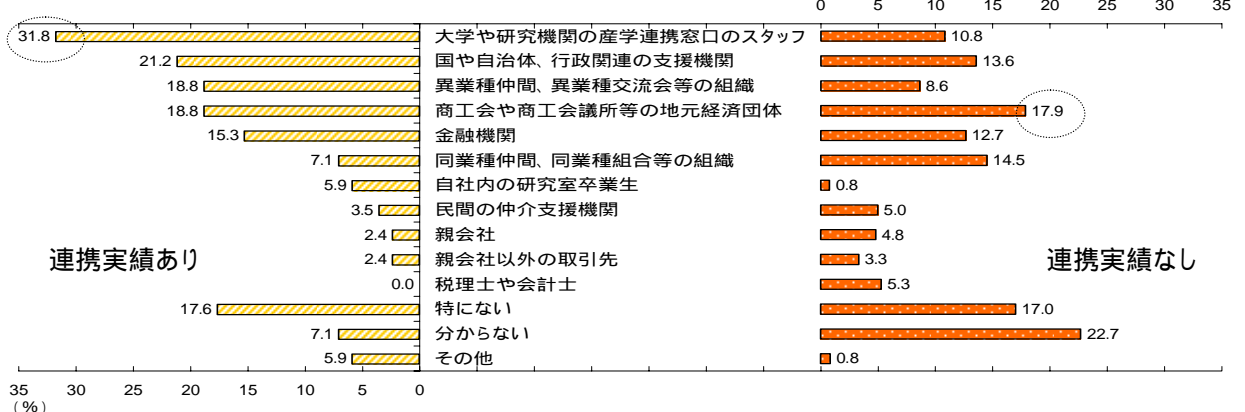 0 5 10 15 20 25 30 35
31.8 大学や研究機関の産学連携窓口のスタッフ 10.8
21.2 国や自治体、行政関連の支援機関 13.6
18.8 異業種仲間、異業種交流会等の組織 8.6
18.8 商工会や商工会議所等の地元経済団体 17.9
15.3 金融機関 12.7
7.1 同業種仲間、同業種組合等の組織 14.5
5.9 自社内の研究室卒業生 0.8
3.5 民間の仲介支援機関 5.0
2.4 親会社 4.8
連携実績あり 2.4 親会社以外の取引先 3.3 連携実績なし
0.0 税理士や会計士 5.3
17.6 特にない 17.0
7.1 分からない 22.7
5.9 その他 0.8
35 30 25 20 15 10 5 0
(%)